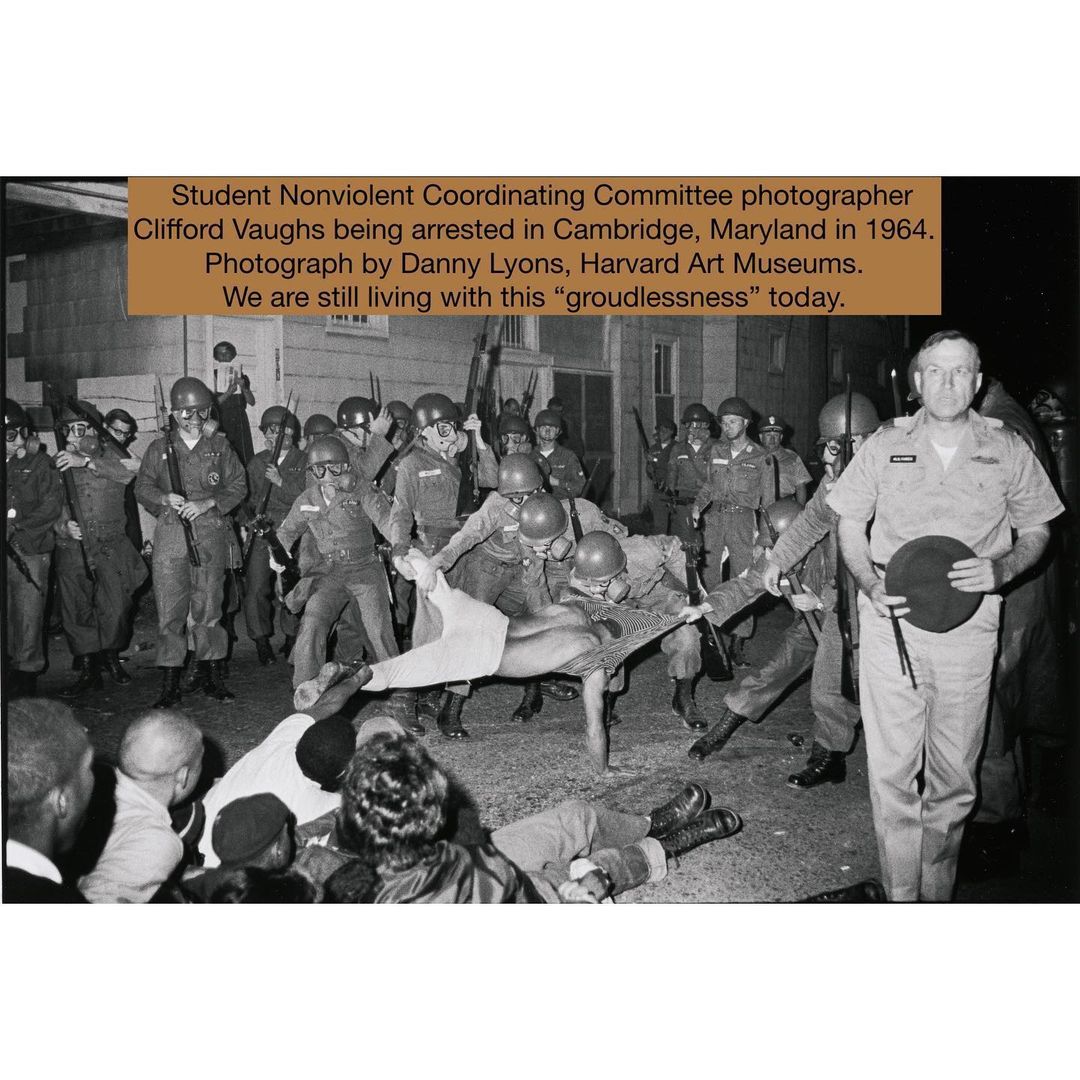 Student Nonviolent Coordinating Committee photographer
Clifford Vaughs being arrested in Cambridge, Maryland in 1964.
Photograph by Danny Lyons, Harvard Art Museums.
We are still living with this “groudlessness” today.